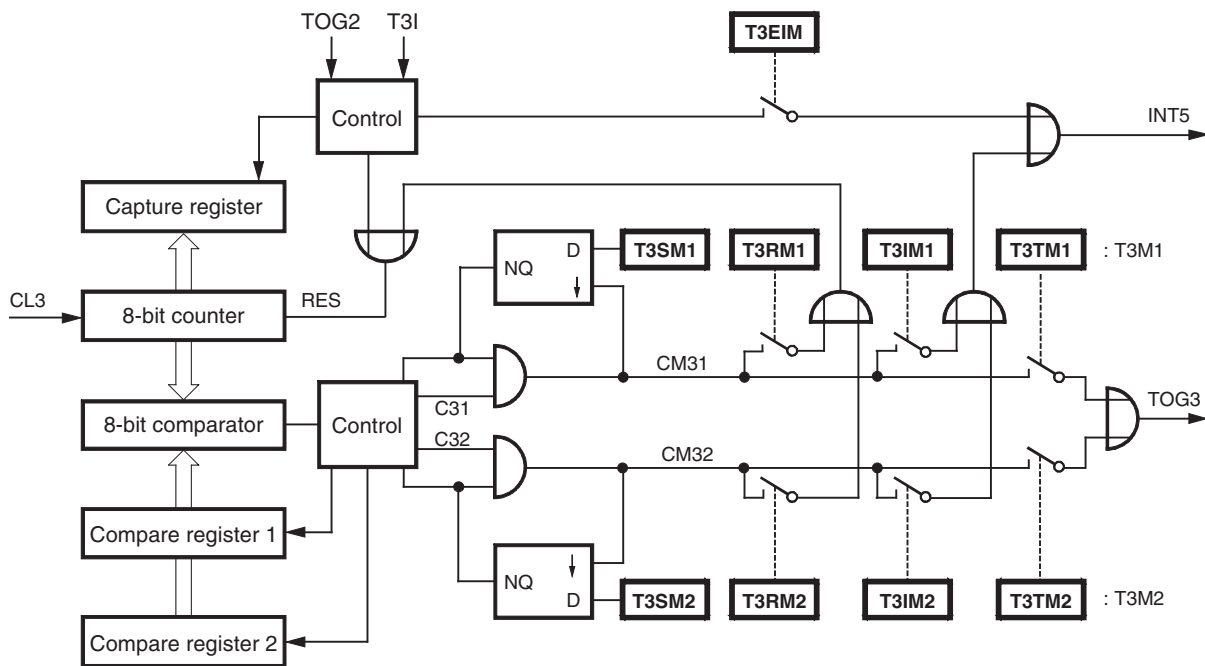 TOG2 T3I
T3EIM
Control
INT5
Capture register
CL3
8-bit counter
RES
NQ D
T3SM1
T3RM1
T3IM1
T3TM1 : T3M1
CM31
8-bit comparator
Control
C31
C32
TOG3
CM32
Compare register 1
NQ
D
T3SM2
T3RM2
T3IM2
T3TM2 : T3M2
Compare register 2